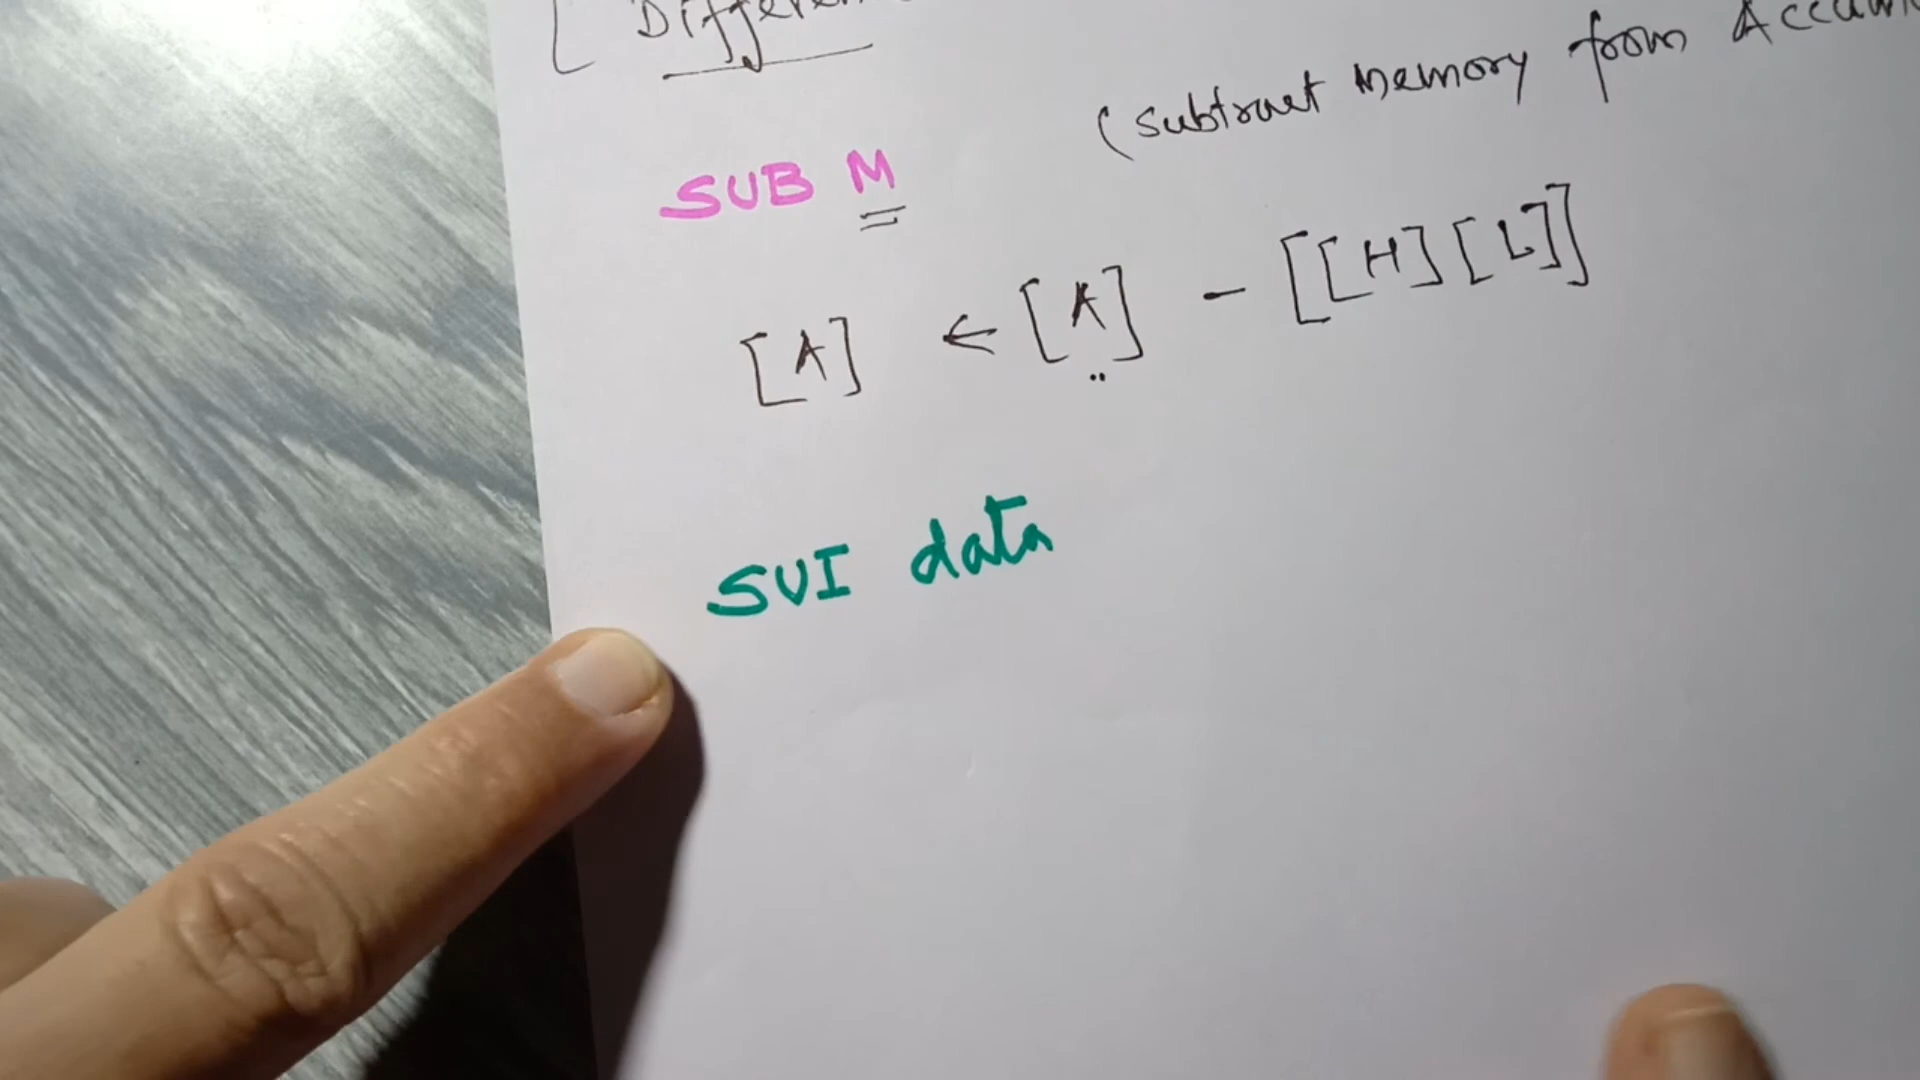 (Subtract Memory from
SUB M
[A] ← [A] - [[H][L]]
SUI data